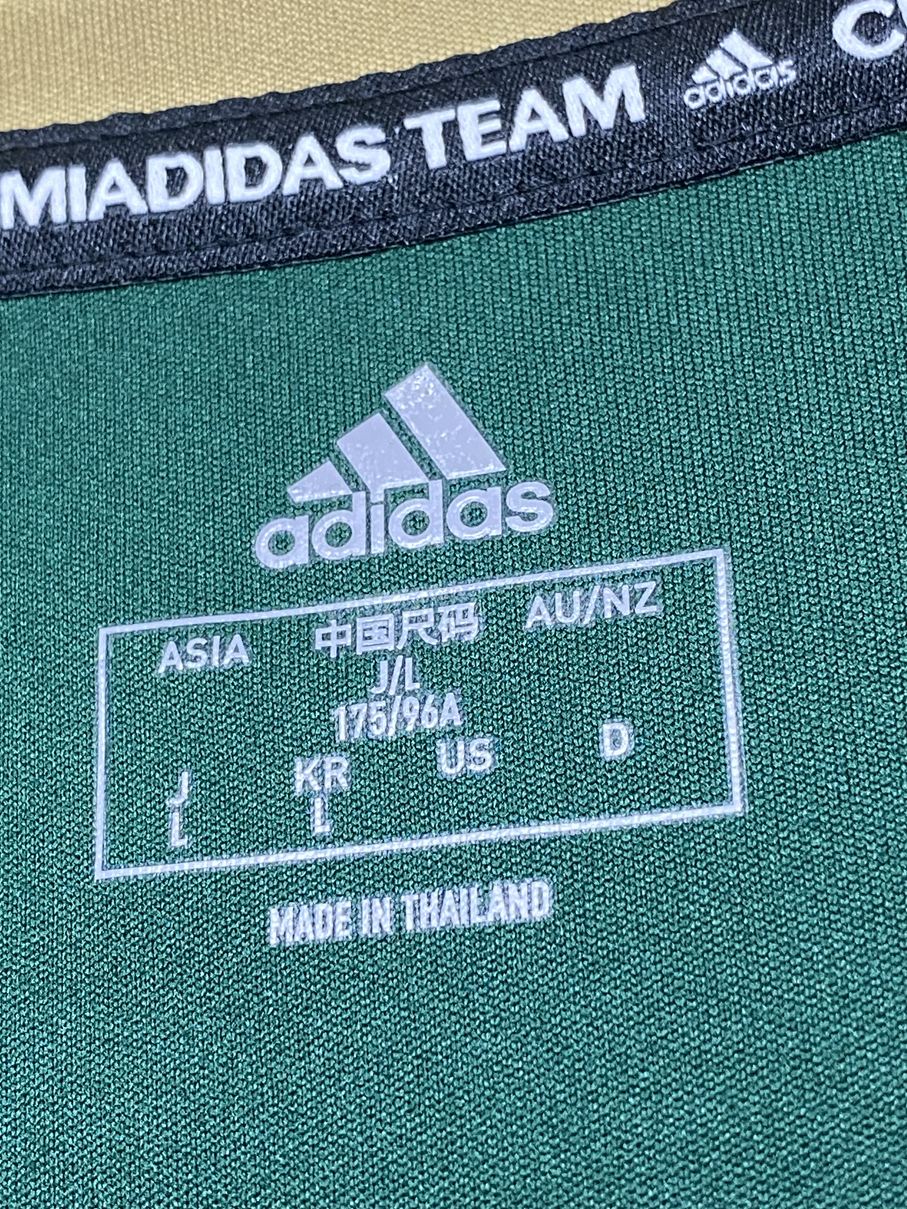 MIADIDAS TEAM adidas
adidas
ASIA 中国尺码 AU/NZ
J/L
175/96A
J KR US D
L L
MADE IN THAILAND